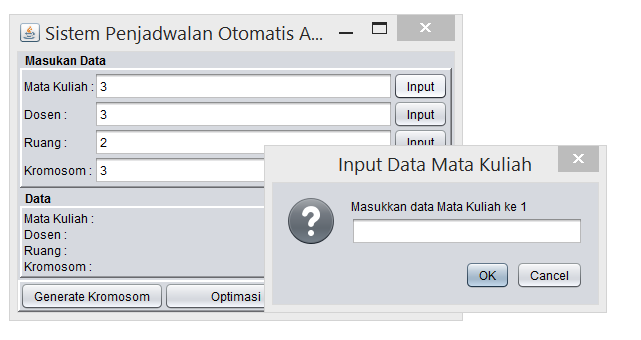 Sistem Penjadwalan Otomatis A...
Masukan Data
Mata Kuliah : 3 Input
Dosen : 3 Input
Ruang : 2 Input
Kromosom : 3
Data
Mata Kuliah :
Dosen :
Ruang :
Kromosom :
Generate Kromosom Optimasi
Input Data Mata Kuliah
Masukkan data Mata Kuliah ke 1
OK Cancel